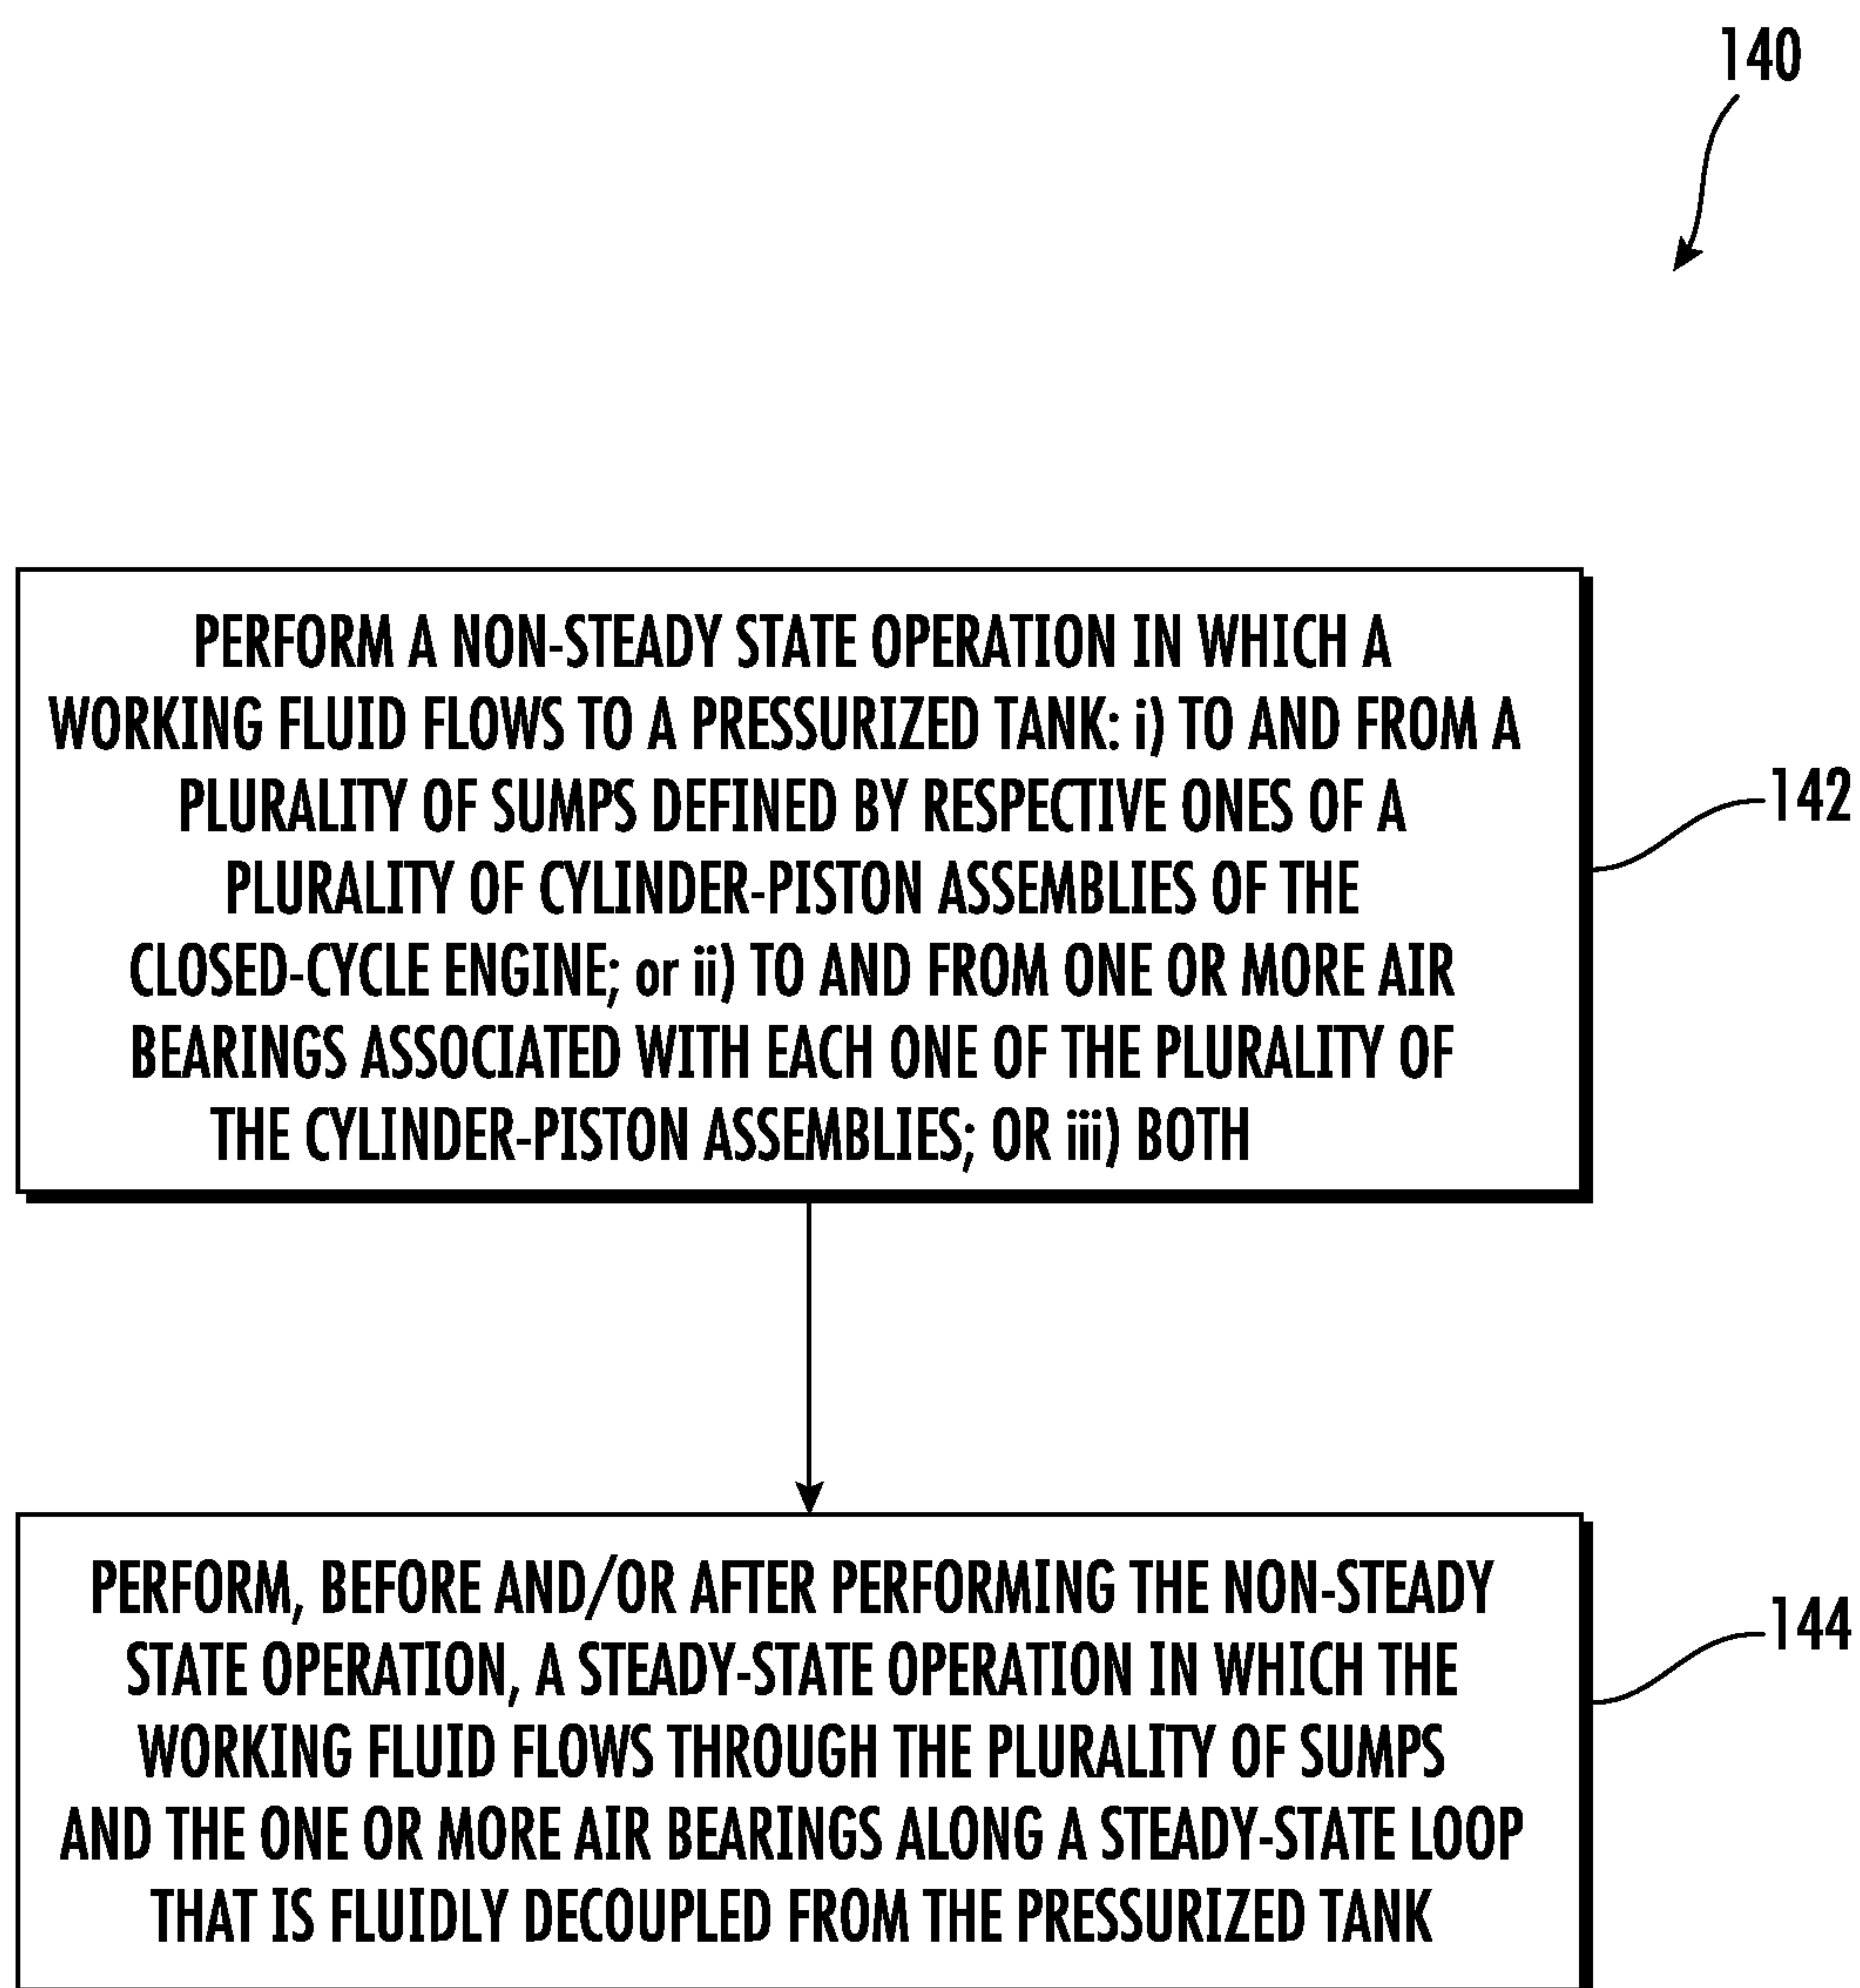 140
PERFORM A NON-STEADY STATE OPERATION IN WHICH A
WORKING FLUID FLOWS TO A PRESSURIZED TANK: i) TO AND FROM A
PLURALITY OF SUMPS DEFINED BY RESPECTIVE ONES OF A
PLURALITY OF CYLINDER-PISTON ASSEMBLIES OF THE
CLOSED-CYCLE ENGINE; or ii) TO AND FROM ONE OR MORE AIR
BEARINGS ASSOCIATED WITH EACH ONE OF THE PLURALITY OF
THE CYLINDER-PISTON ASSEMBLIES; OR iii) BOTH
142
PERFORM, BEFORE AND/OR AFTER PERFORMING THE NON-STEADY
STATE OPERATION, A STEADY-STATE OPERATION IN WHICH THE
WORKING FLUID FLOWS THROUGH THE PLURALITY OF SUMPS
AND THE ONE OR MORE AIR BEARINGS ALONG A STEADY-STATE LOOP
THAT IS FLUIDLY DECOUPLED FROM THE PRESSURIZED TANK
144